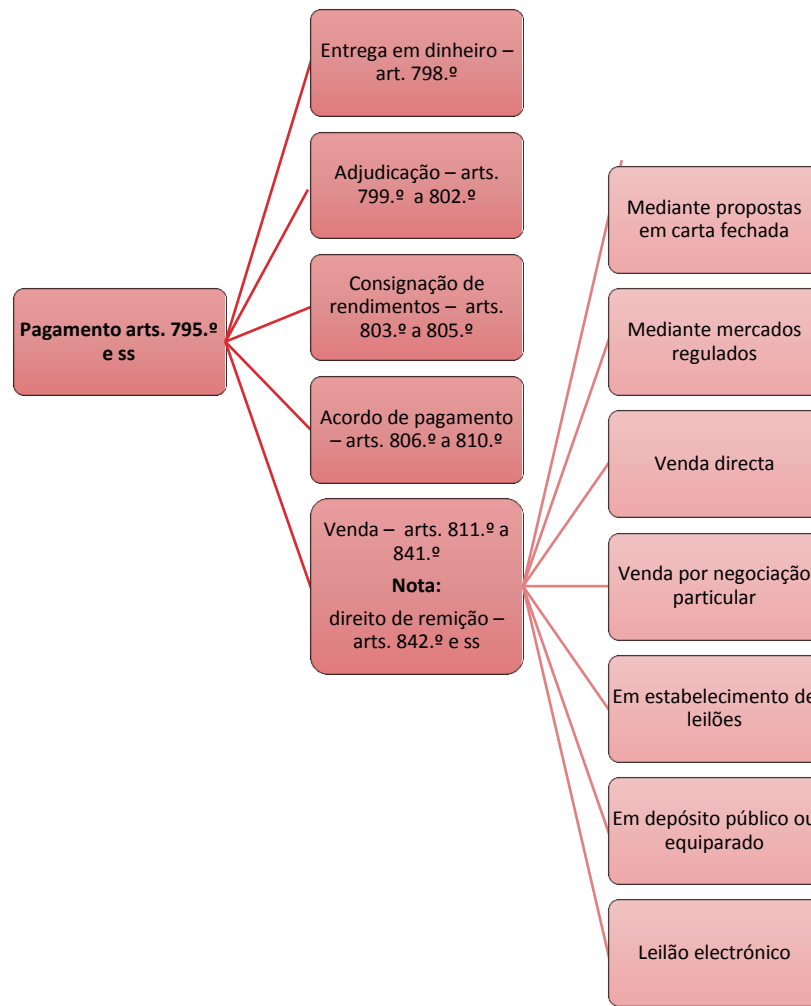 Entrega em dinheiro –
art. 798.º
Adjudicação – arts.
799.º a 802.º
Consignação de
rendimentos – arts.
803.º a 805.º
Pagamento arts. 795.º
e ss
Acordo de pagamento
– arts. 806.º a 810.º
Venda – arts. 811.º a
841.º
Nota:
direito de remição –
arts. 842.º e ss
Mediante propostas
em carta fechada
Mediante mercados
regulados
Venda directa
Venda por negociação
particular
Em estabelecimento de
leilões
Em depósito público ou
equiparado
Leilão electrónico